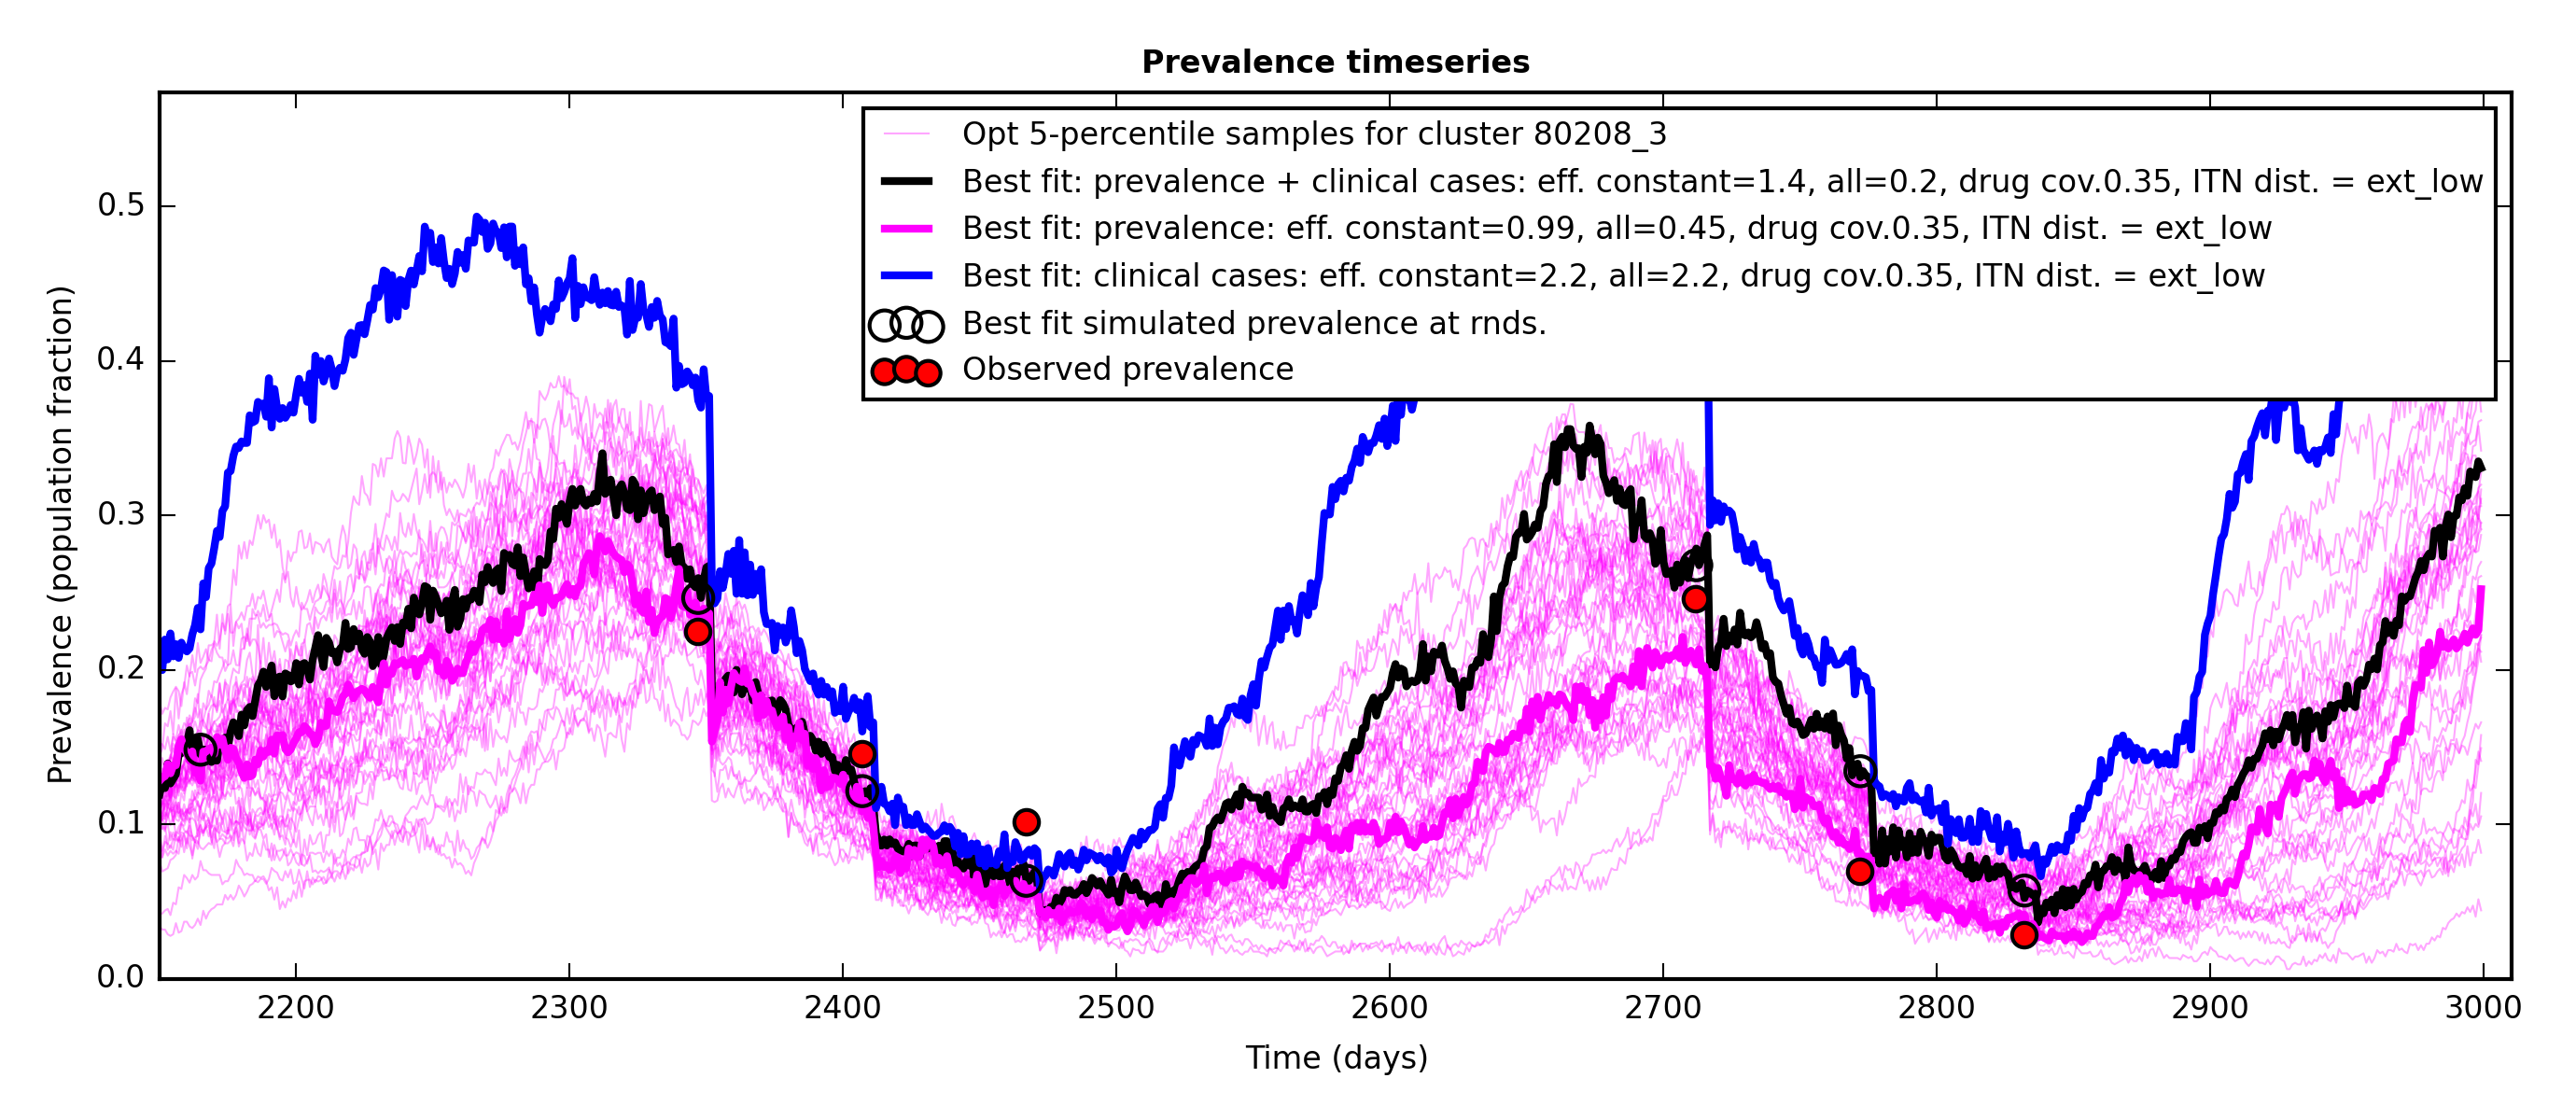 Prevalence timeseries
Opt 5-percentile samples for cluster 80208_3
Best fit: prevalence + clinical cases: eff. constant=1.4, all=0.2, drug cov.0.35, ITN dist. = ext_low
Best fit: prevalence: eff. constant=0.99, all=0.45, drug cov.0.35, ITN dist. = ext_low
Best fit: clinical cases: eff. constant=2.2, all=2.2, drug cov.0.35, ITN dist. = ext_low
Best fit simulated prevalence at rnds.
Observed prevalence
Prevalence (population fraction)
0.5
0.4
0.3
0.2
0.1
0.0
2200 2300 2400 2500 2600 2700 2800 2900 3000
Time (days)